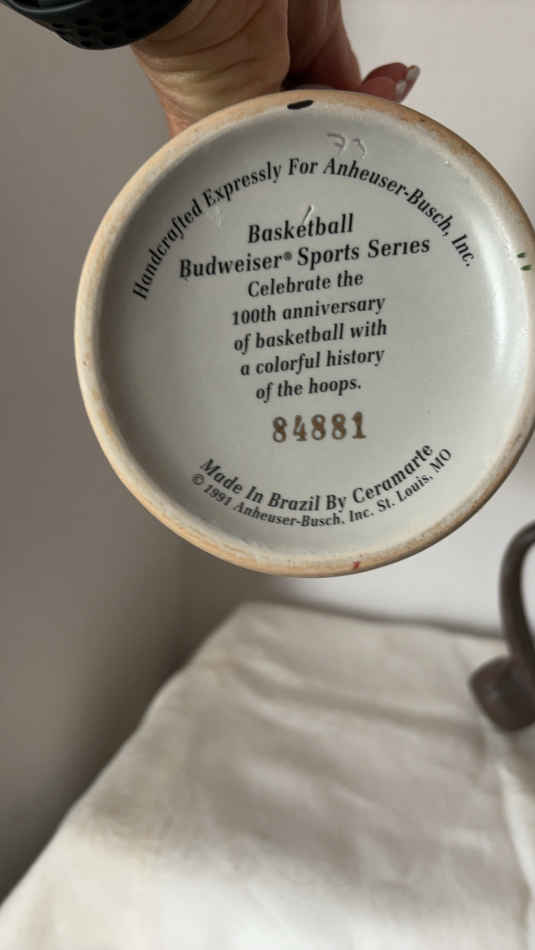 Handcrafted Expressly For Anheuser-Busch, Inc.
Basketball
Budweiser® Sports Series
Celebrate the
100th anniversary
of basketball with
a colorful history
of the hoops.
84881
Made In Brazil By Ceramarte
© 1991 Anheuser-Busch, Inc. St. Louis, MO